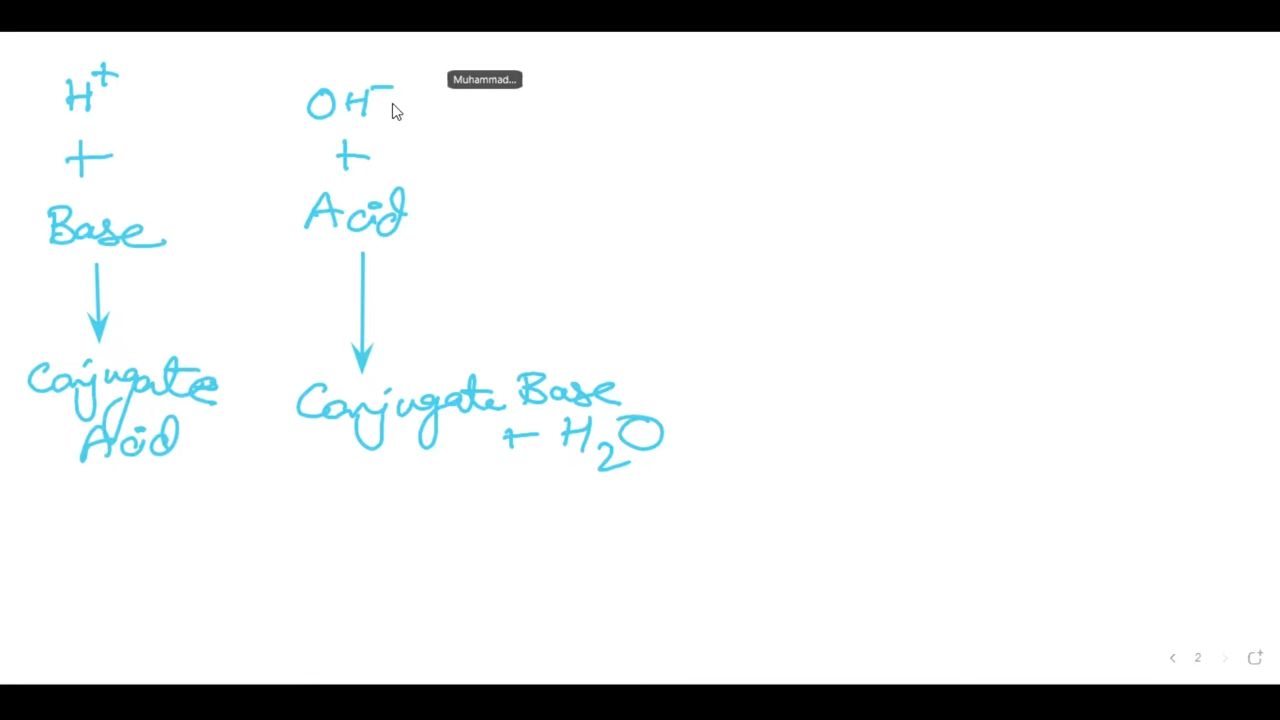 H⁺
+
Base
Conjugate
Acid
OH⁻
+
Acid
Conjugate Base
+ H₂O
Muhammad...
2